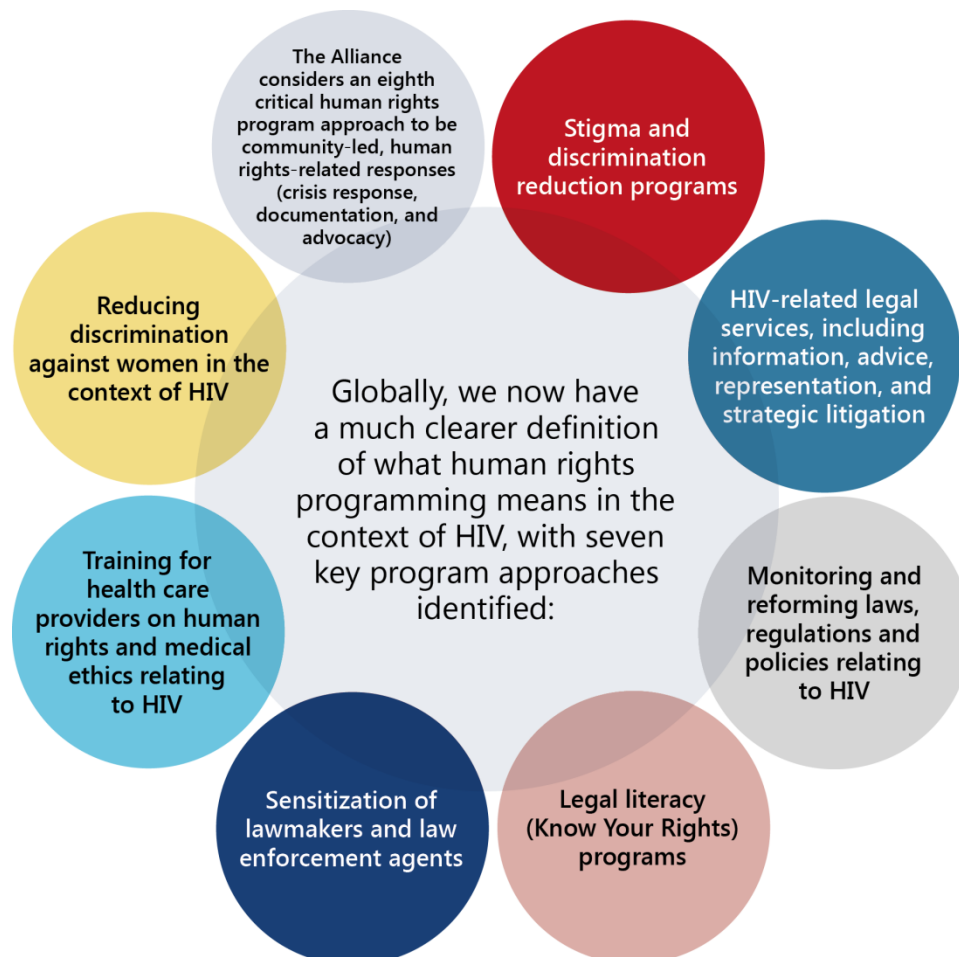 Globally, we now have
a much clearer definition
of what human rights
programming means in the
context of HIV, with seven
key program approaches
identified:
Stigma and
discrimination
reduction programs
HIV-related legal
services, including
information, advice,
representation, and
strategic litigation
Monitoring and
reforming laws,
regulations and
policies relating
to HIV
Legal literacy
(Know Your Rights)
programs
Sensitization of
lawmakers and law
enforcement agents
Training for
health care
providers on human
rights and medical
ethics relating
to HIV
Reducing
discrimination
against women in the
context of HIV
The Alliance
considers an eighth
critical human rights
program approach to be
community-led, human
rights-related responses
(crisis response,
documentation, and
advocacy)